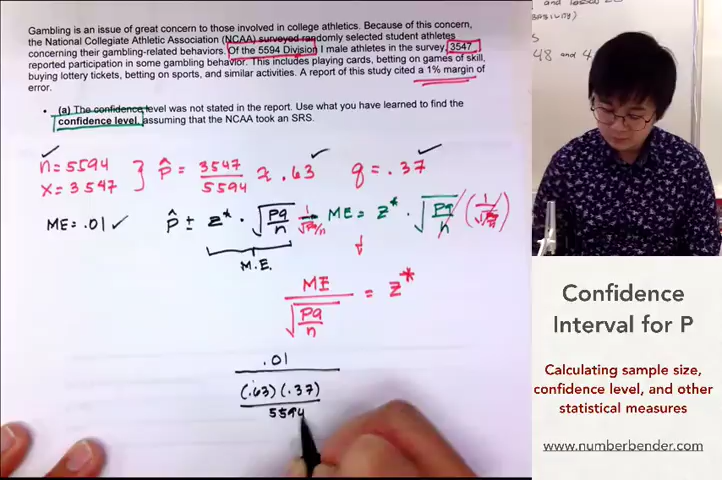 Gambling is an issue of great concern to those involved in college athletics. Because of this concern,
the National Collegiate Athletic Association (NCAA) surveyed randomly selected student athletes
concerning their gambling-related behaviors. Of the 5594 Division I male athletes in the survey, 3547
reported participation in some gambling behavior. This includes playing cards, betting on games of skill,
buying lottery tickets, betting on sports, and similar activities. A report of this study cited a 1% margin of
error.
• (a) The confidence level was not stated in the report. Use what you have learned to find the
confidence level, assuming that the NCAA took an SRS.
n = 5594
x = 3547
} p̂ = 3547/5594 ≈ .63 ✓ q = .37 ✓
ME = .01 ✓ p̂ ± z* · √(pq/n) → ME = z* · √(pq/n) (1/√(pq/n))
M.E.
ME/√(pq/n) = z*
.01
(.63)(.37)
5594
48 and 4
Confidence
Interval for P
Calculating sample size,
confidence level, and other
statistical measures
www.numberbender.com